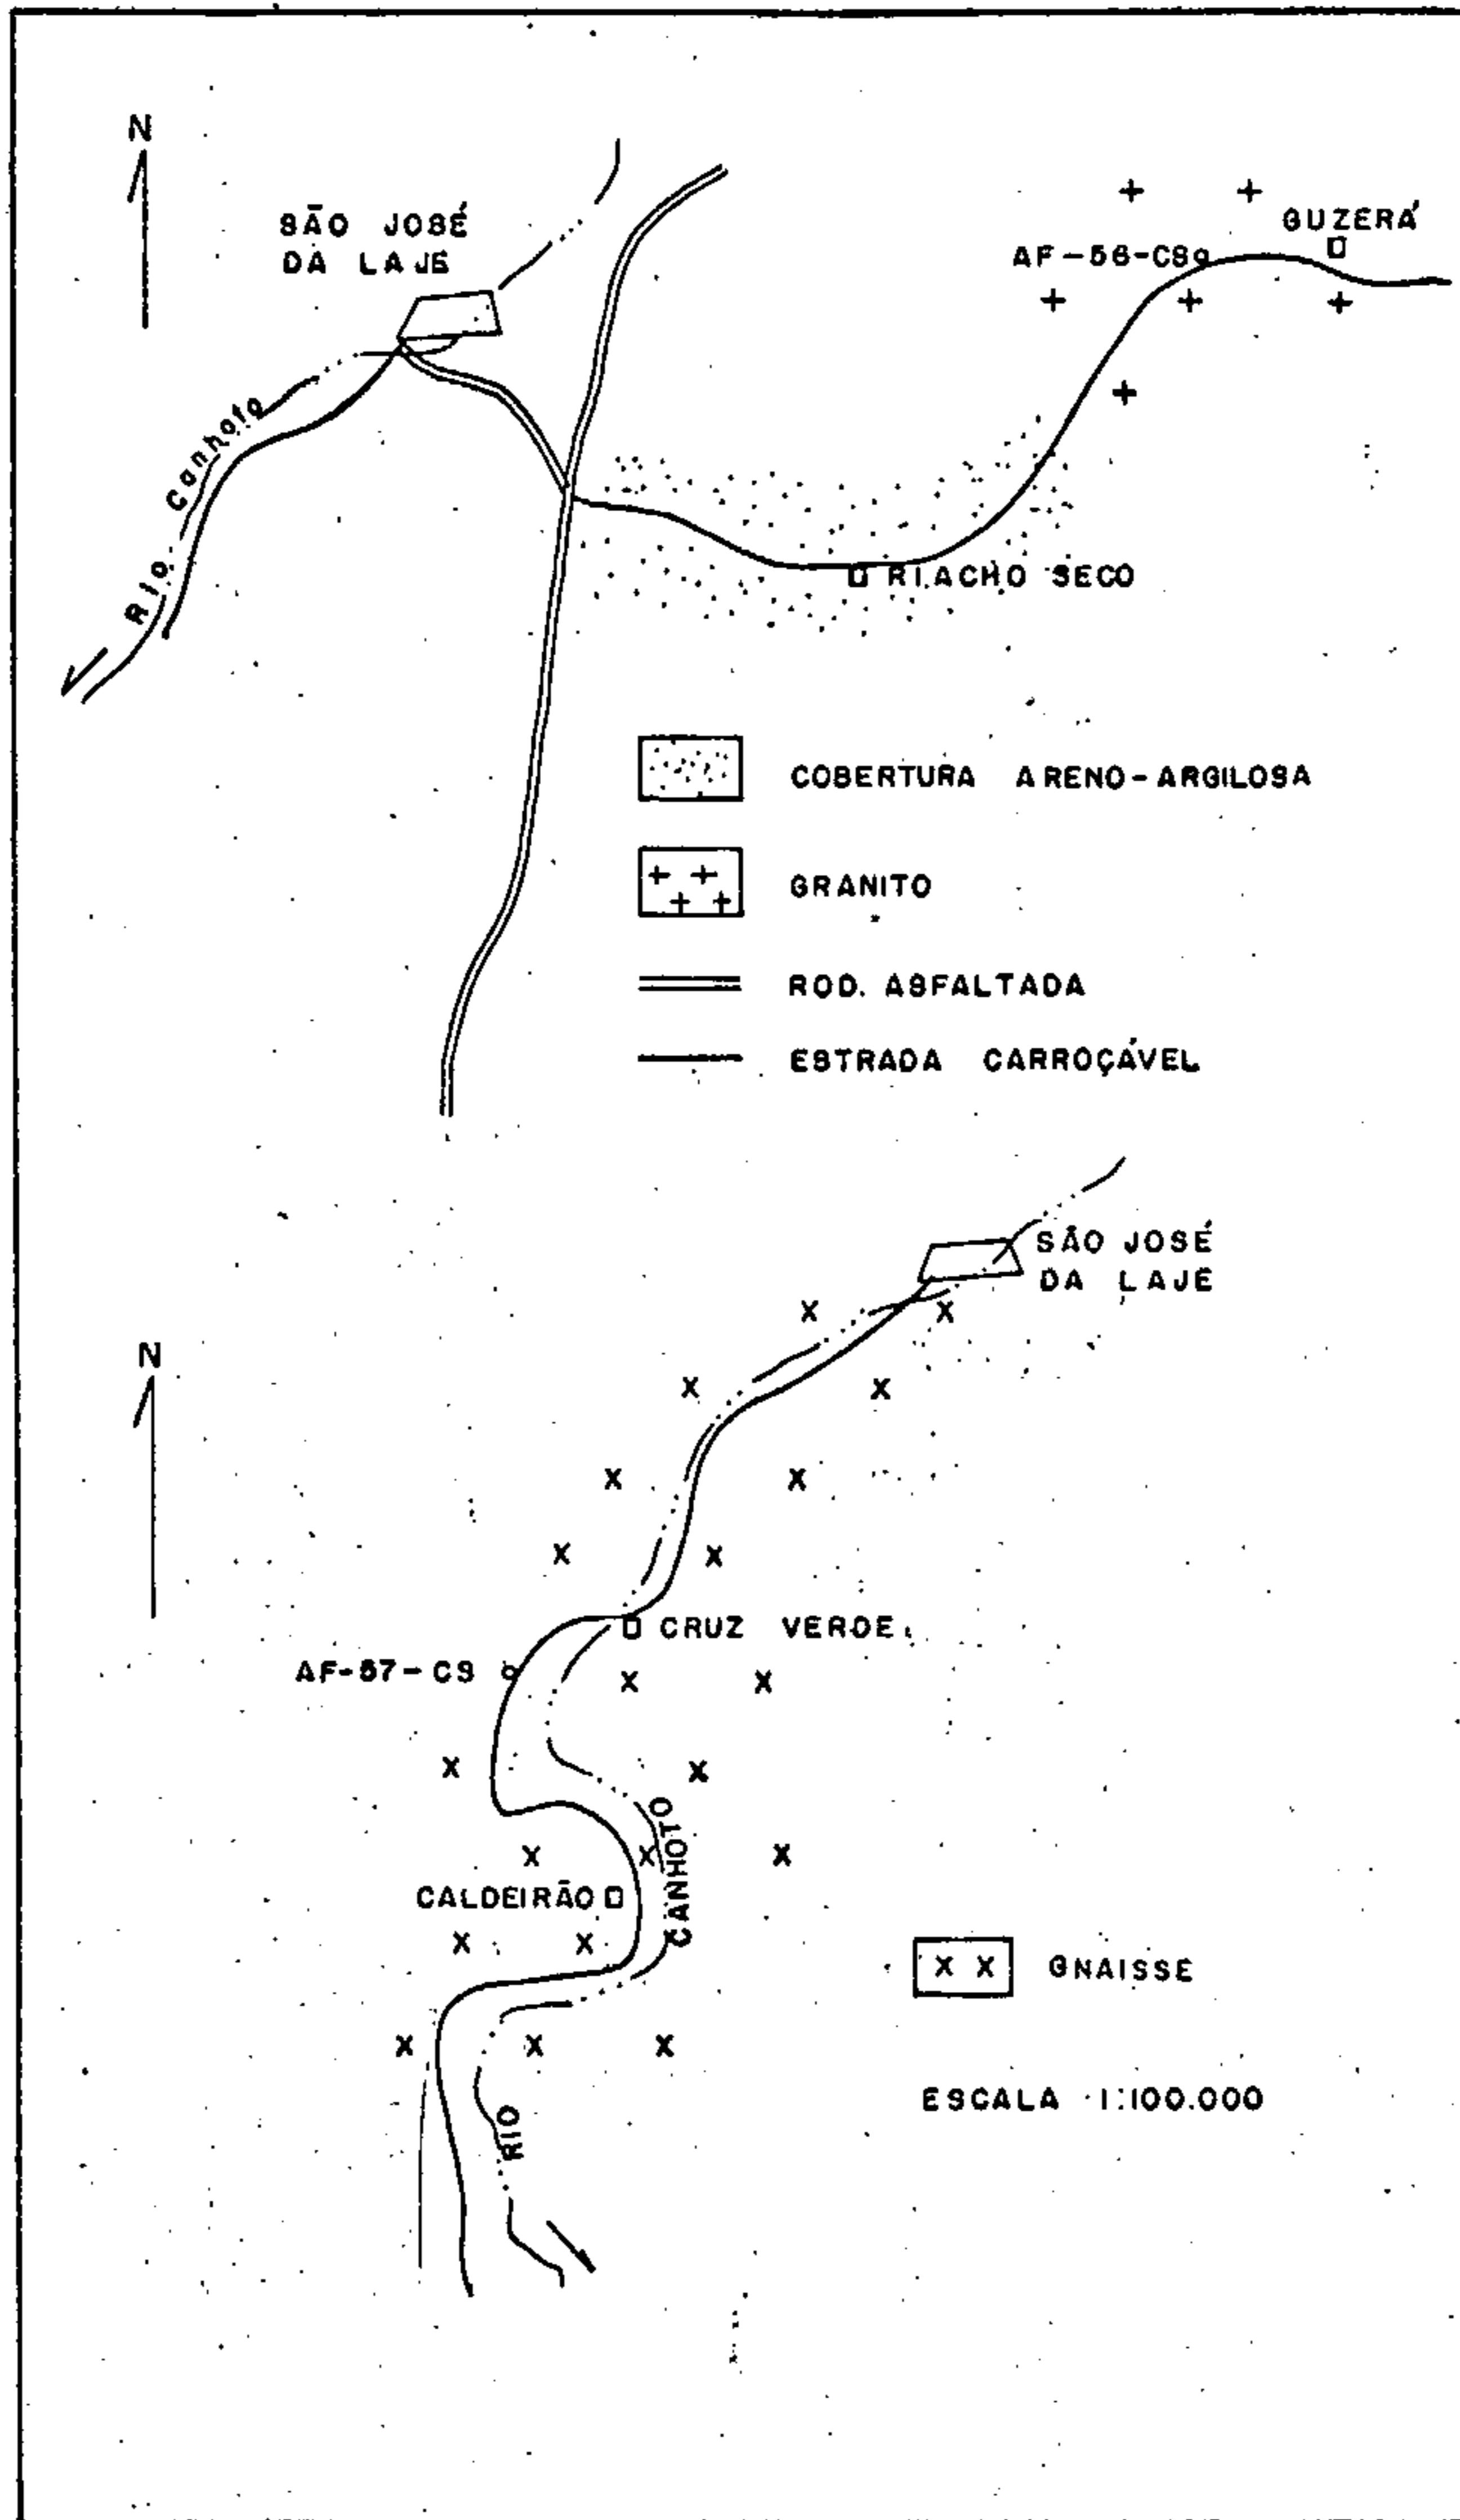 N
SÃO JOSÉ
DA LAJE
GUZERÁ
AF-56-CS
Rio Canhoto
RIACHO SECO
COBERTURA ARENO-ARGILOSA
GRANITO
ROD. ASFALTADA
ESTRADA CARROÇÁVEL
SÃO JOSÉ
DA LAJE
N
CRUZ VERDE
AF-57-CS
CALDEIRÃO
RIO CANHOTO
GNAISSE
ESCALA 1:100.000